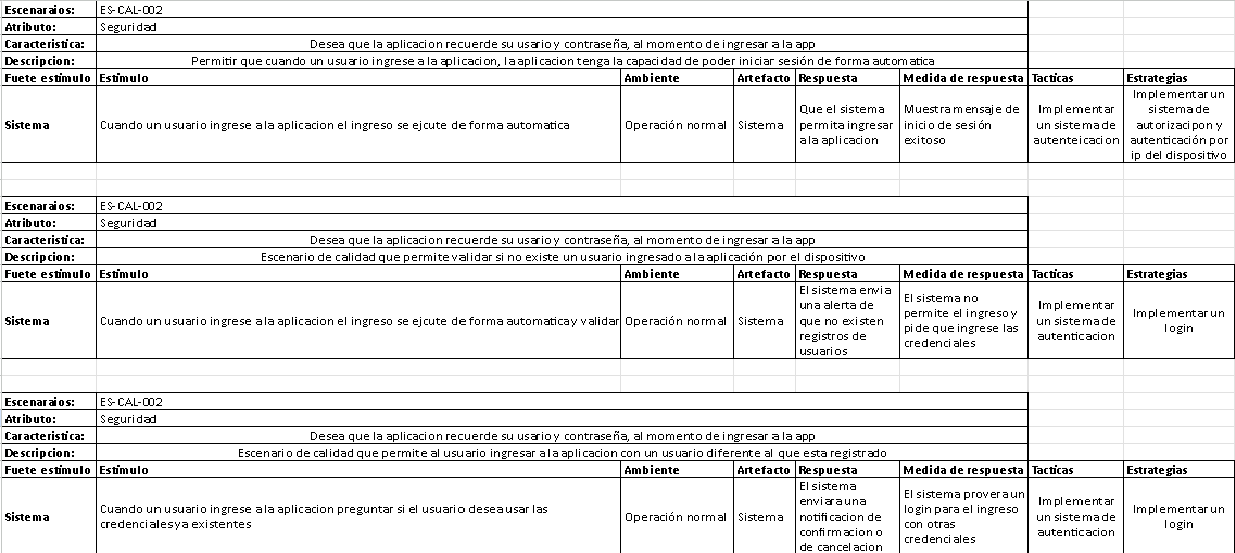 Escenaraios: ES-CAL-002
Atributo: Seguridad
Caracteristica: Desea que la aplicacion recuerde su usario y contraseña, al momento de ingresar a la app
Descripcion: Permitir que cuando un usuario ingrese a la aplicacion, la aplicacion tenga la capacidad de poder iniciar sesión de forma automatica
Fuete estímulo Estímulo Ambiente Artefacto Respuesta Medida de respuesta Tacticas Estrategias
Sistema
Cuando un usuario ingrese a la aplicacion el ingreso se ejcute de forma automatica
Operación normal
Sistema
Que el sistema
permita ingresar
a la aplicacion
Muestra mensaje de
inicio de sesión
exitoso
Implementar
un sistema de
autenteicacion
Implementar un
sistema de
autorizacipon y
autenticación por
ip del dispositivo
Escenaraios: ES-CAL-002
Atributo: Seguridad
Caracteristica: Desea que la aplicacion recuerde su usario y contraseña, al momento de ingresar a la app
Descripcion: Escenario de calidad que permite validar si no existe un usuario ingresado a la aplicación por el dispositivo
Fuete estímulo Estímulo Ambiente Artefacto Respuesta Medida de respuesta Tacticas Estrategias
Sistema
Cuando un usuario ingrese a la aplicacion el ingreso se ejcute de forma automatica y validar
Operación normal
Sistema
El sistema envia
una alerta de
que no existen
registros de
usuarios
El sistema no
permite el ingreso y
pide que ingrese las
credenciales
Implementar
un sistema de
autenticacion
Implementar un
login
Escenaraios: ES-CAL-002
Atributo: Seguridad
Caracteristica: Desea que la aplicacion recuerde su usario y contraseña, al momento de ingresar a la app
Descripcion: Escenario de calidad que permite al usuario ingresar a la aplicacion con un usuario diferente al que esta registrado
Fuete estímulo Estímulo Ambiente Artefacto Respuesta Medida de respuesta Tacticas Estrategias
Sistema
Cuando un usuario ingrese a la aplicacion preguntar si el usuario desea usar las
credenciales ya existentes
Operación normal
Sistema
El sistema
enviara una
notificacion de
confirmacion o
de cancelacion
El sistema provera un
login para el ingreso
con otras
credenciales
Implementar
un sistema de
autenticacion
Implementar un
login